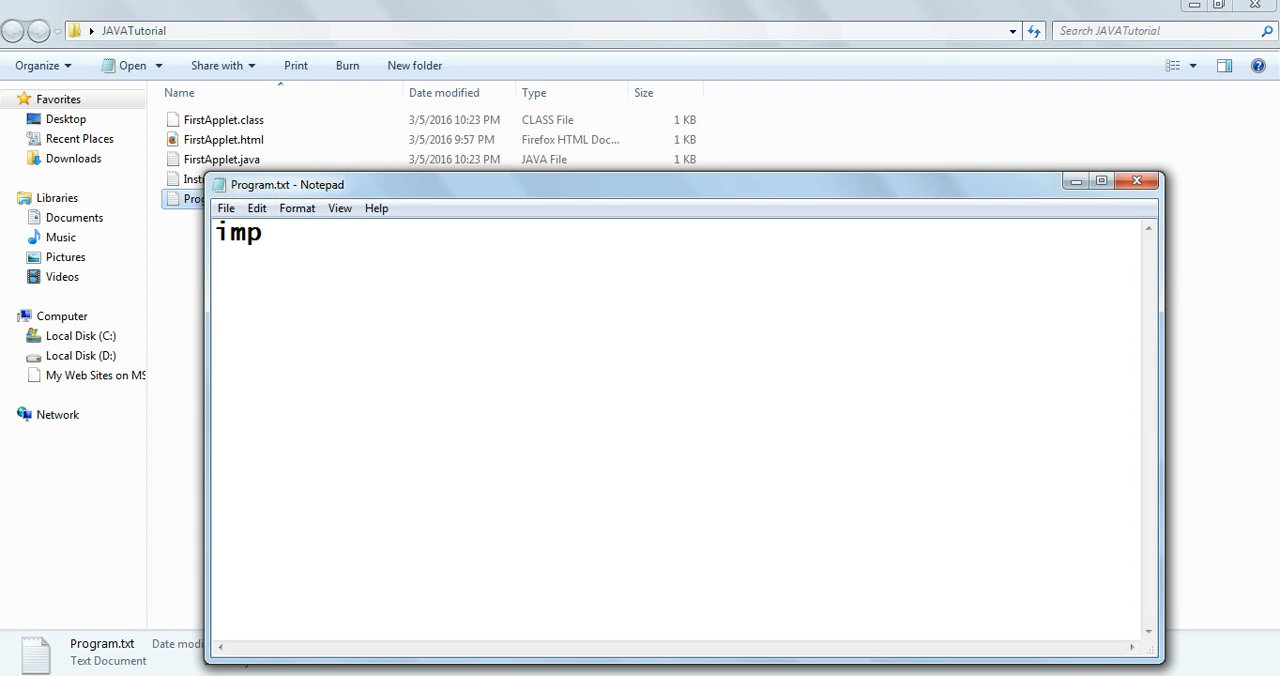 JAVATutorial
Search JAVATutorial
Organize
Open
Share with
Print
Burn
New folder
Name
Date modified
Type
Size
Favorites
Desktop
Recent Places
Downloads
Libraries
Documents
Music
Pictures
Videos
Computer
Local Disk (C:)
Local Disk (D:)
My Web Sites on MS
Network
FirstApplet.class 3/5/2016 10:23 PM CLASS File 1 KB
FirstApplet.html 3/5/2016 9:57 PM Firefox HTML Doc... 1 KB
FirstApplet.java 3/5/2016 10:23 PM JAVA File 1 KB
Inst
Pro
Program.txt - Notepad
File Edit Format View Help
imp
Program.txt Date modi
Text Document